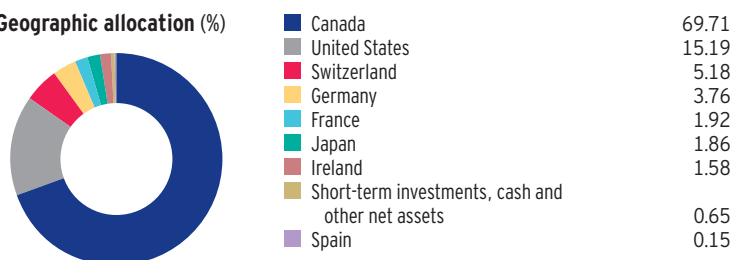 Geographic allocation (%)
Canada 69.71
United States 15.19
Switzerland 5.18
Germany 3.76
France 1.92
Japan 1.86
Ireland 1.58
Short-term investments, cash and
other net assets 0.65
Spain 0.15